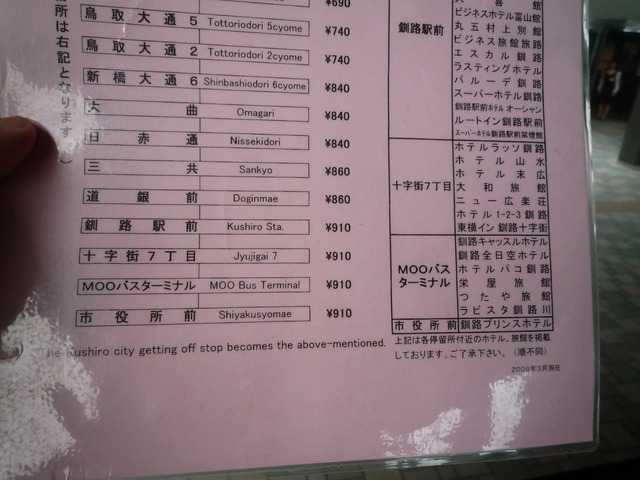 ¥690
鳥取大通5 Tottoriodori 5cyome ¥740
鳥取大通2 Tottoriodori 2cyome ¥740
新橋大通6 Shinbashiodori 6cyome ¥840
大曲 Omagari ¥840
日赤通 Nissekidori ¥840
三共 Sankyo ¥860
道銀前 Doginmae ¥860
釧路駅前 Kushiro Sta. ¥910
十字街7丁目 Jyujigai 7 ¥910
MOOバスターミナル MOO Bus Terminal ¥910
市役所前 Shiyakusyomae ¥910
The Kushiro city getting off stop becomes the above-mentioned.
所は右記となります。)
釧路駅前
館
ビジネスホテル富山館
丸五村上別館
ビジネス旅館旅路
エスカル釧路
ラスティングホテル
パルーデ釧路
スーパーホテル釧路
釧路駅前ホテルオーシャン
ルートイン釧路駅前
スーパーホテル釧路駅前禁煙館
十字街7丁目
ホテルラッソ釧路
ホテル山水
ホテル末広
大和旅館
ニュー広楽荘
ホテル1-2-3釧路
東横イン釧路十字街
MOOバス
ターミナル
釧路キャッスルホテル
釧路全日空ホテル
ホテルパコ釧路
栄屋旅館
つたや旅館
ラビスタ釧路川
市役所前 釧路プリンスホテル
上記は各停留所付近のホテル、旅館を掲載
しております。ご了承下さい。(順不同)
2009年3月現在